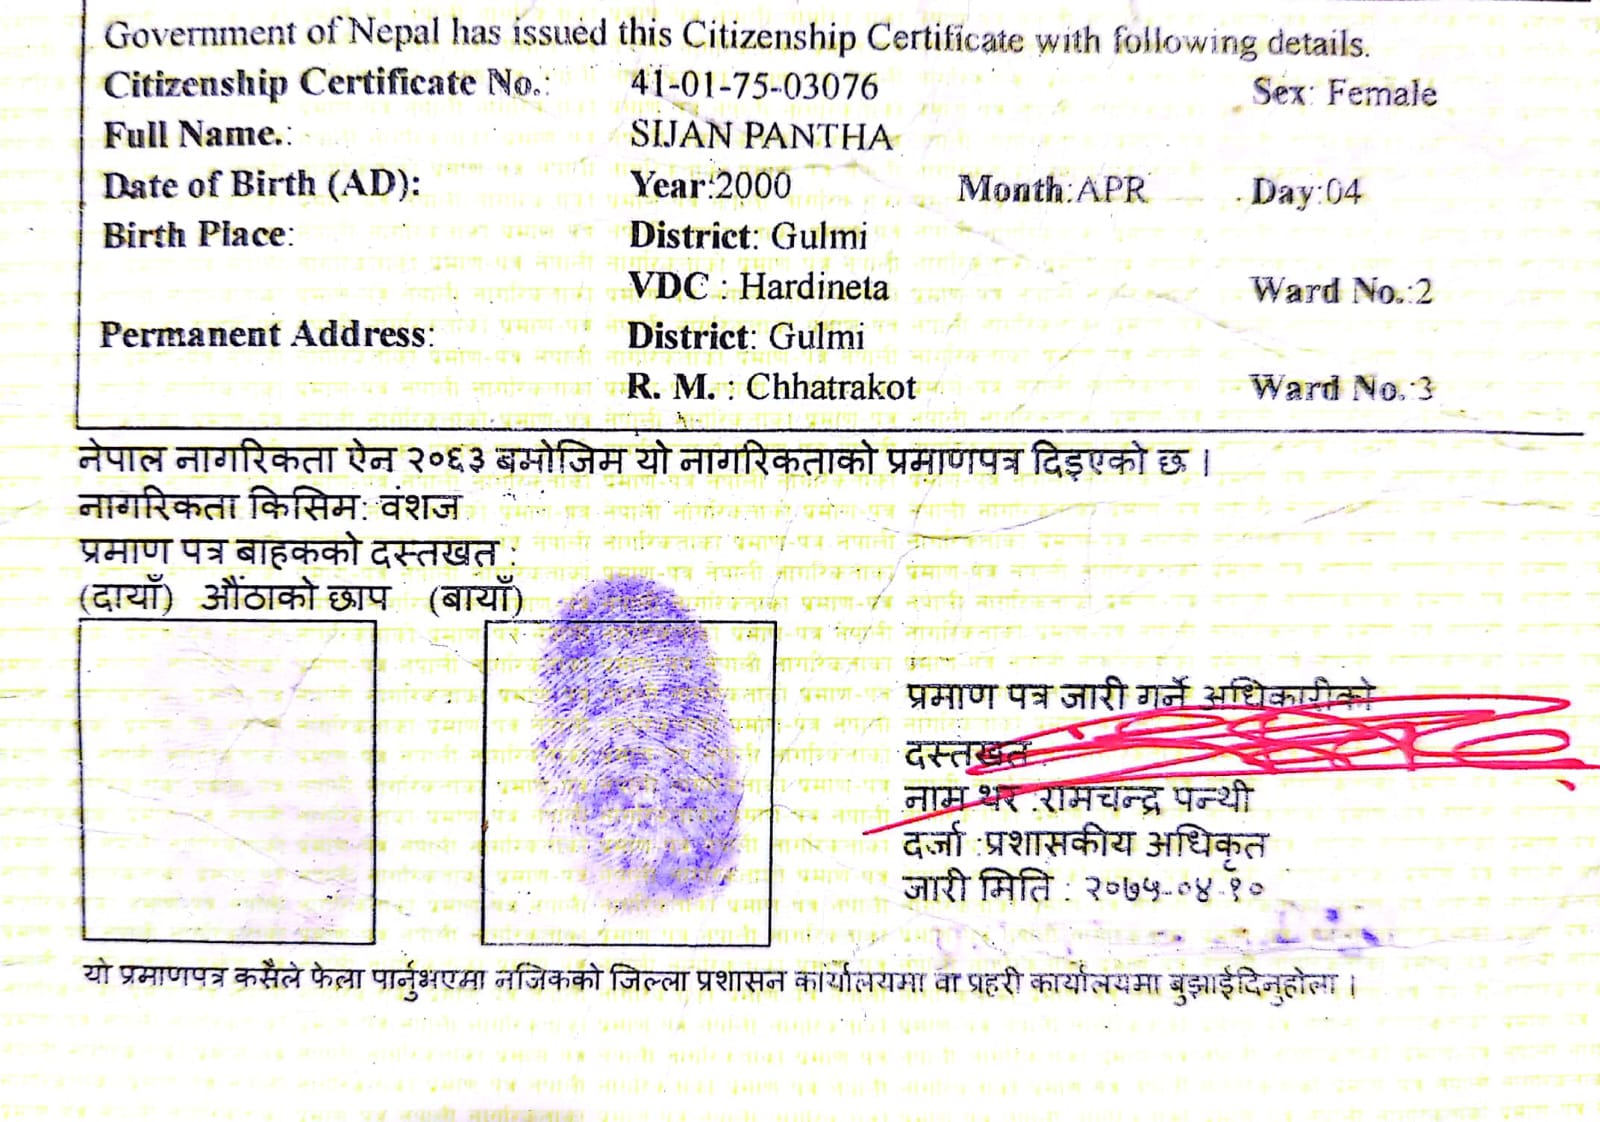 Government of Nepal has issued this Citizenship Certificate with following details.
Citizenship Certificate No.: 41-01-75-03076 Sex: Female
Full Name.: SIJAN PANTHA
Date of Birth (AD): Year:2000 Month:APR Day:04
Birth Place: District: Gulmi
VDC : Hardineta Ward No.:2
Permanent Address: District: Gulmi
R. M. : Chhatrakot Ward No.:3
नेपाल नागरिकता ऐन २०६३ बमोजिम यो नागरिकताको प्रमाणपत्र दिइएको छ ।
नागरिकता किसिम: वंशज
प्रमाण पत्र बाहकको दस्तखत :
(दायाँ) औंठाको छाप (बायाँ)
प्रमाण पत्र जारी गर्ने अधिकारीको
दस्तखत
नाम थर :रामचन्द्र पन्थी
दर्जा :प्रशासकीय अधिकृत
जारी मिति : २०७५-०४-१०
यो प्रमाणपत्र कसैले फेला पार्नुभएमा नजिकको जिल्ला प्रशासन कार्यालयमा वा प्रहरी कार्यालयमा बुझाईदिनुहोला ।